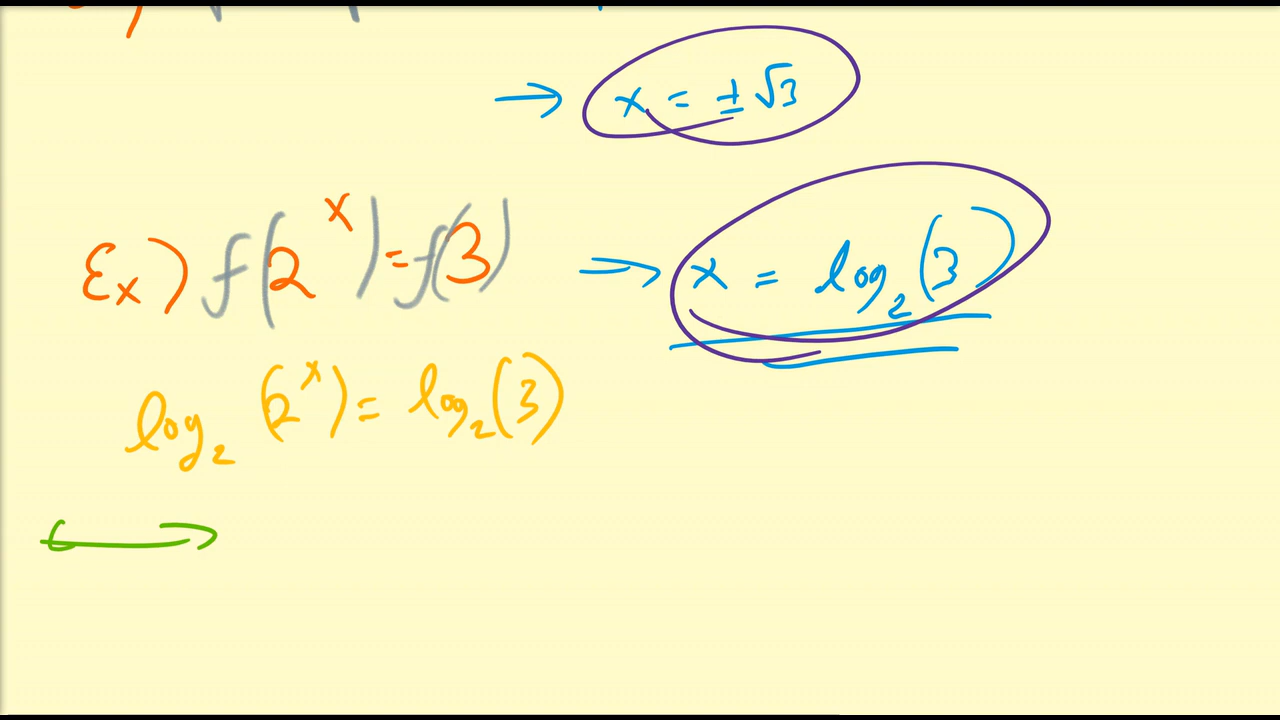 → x = ±√3
Ex) f(2^x) = f(3) → x = log₂(3)
log₂(2^x) = log₂(3)